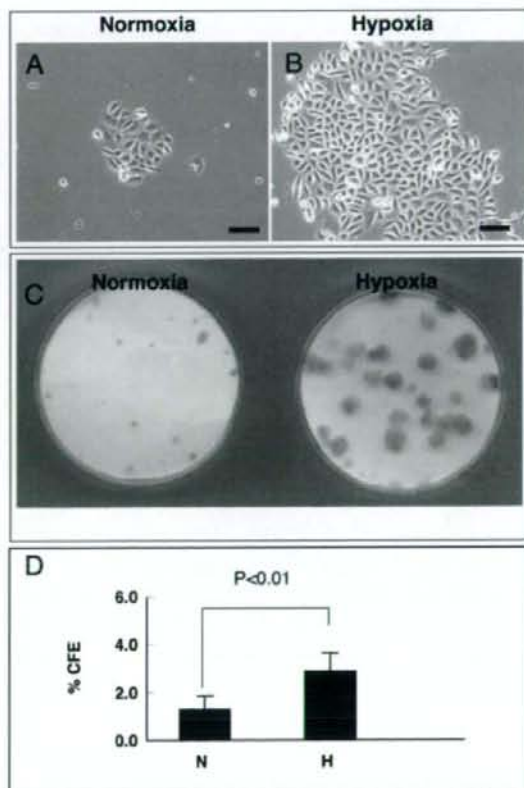 Normoxia Hypoxia
A B
C Normoxia Hypoxia
D
P<0.01
6.0
4.0
% CFE
2.0
0.0
N H